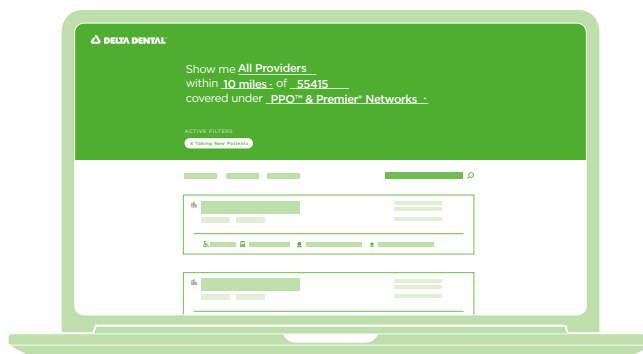 DELTA DENTAL
Show me All Providers
within 10 miles of 55415
covered under PPO™ & Premier® Networks
ACTIVE FILTERS
X Taking New Patients